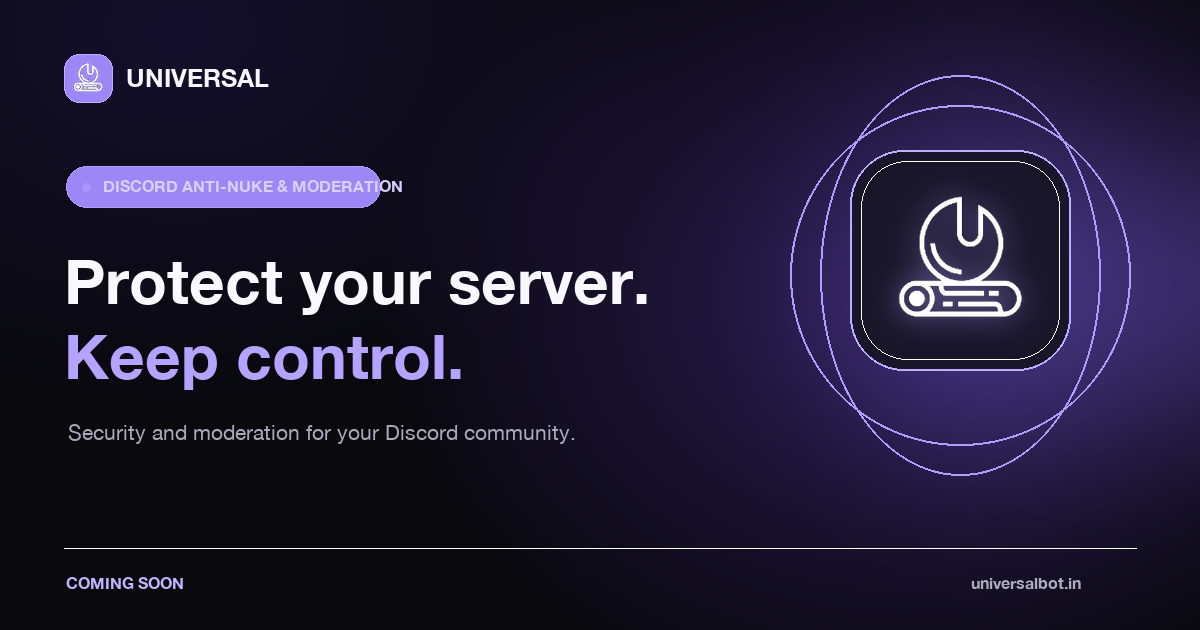 UNIVERSAL
DISCORD ANTI-NUKE & MODERATION
Protect your server.
Keep control.
Security and moderation for your Discord community.
COMING SOON
universalbot.in